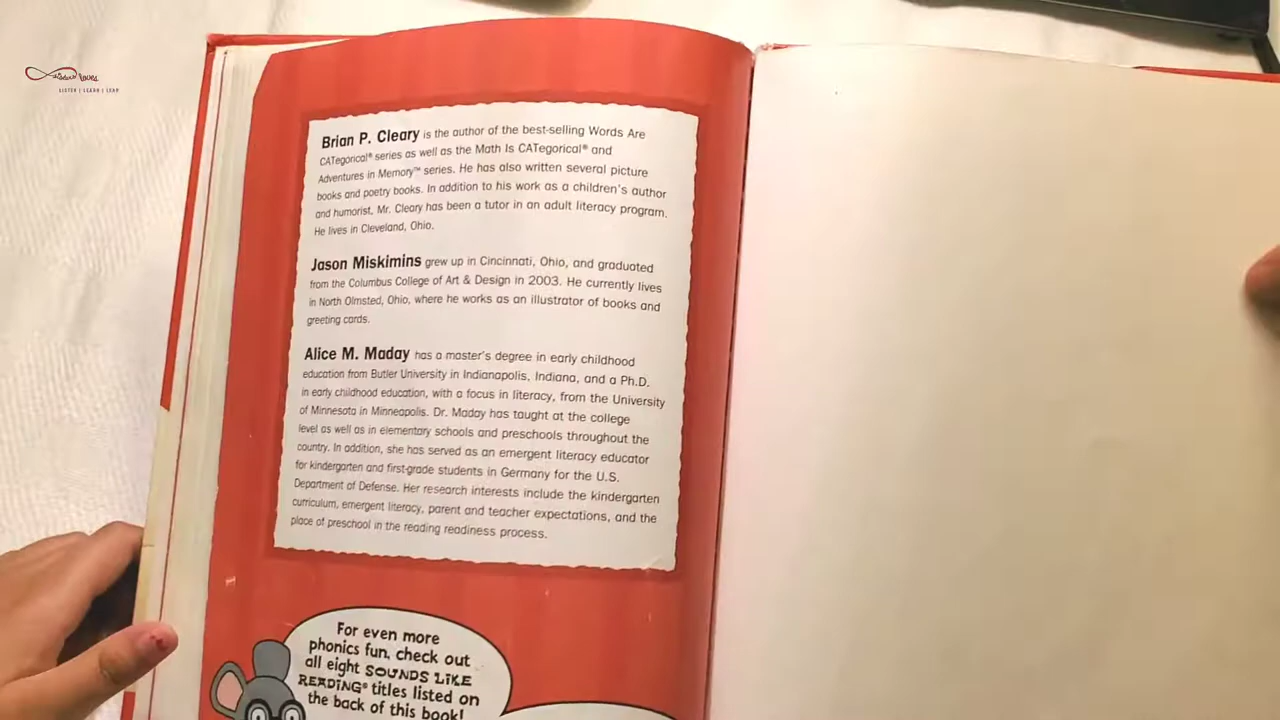 loves
LISTEN | LEARN | LEAP
Brian P. Cleary is the author of the best-selling Words Are
CATegorical® series as well as the Math Is CATegorical® and
Adventures in Memory™ series. He has also written several picture
books and poetry books. In addition to his work as a children's author
and humorist, Mr. Cleary has been a tutor in an adult literacy program.
He lives in Cleveland, Ohio.
Jason Miskimins grew up in Cincinnati, Ohio, and graduated
from the Columbus College of Art & Design in 2003. He currently lives
in North Olmsted, Ohio, where he works as an illustrator of books and
greeting cards.
Alice M. Maday has a master's degree in early childhood
education from Butler University in Indianapolis, Indiana, and a Ph.D.
in early childhood education, with a focus in literacy, from the University
of Minnesota in Minneapolis. Dr. Maday has taught at the college
level as well as in elementary schools and preschools throughout the
country. In addition, she has served as an emergent literacy educator
for kindergarten and first-grade students in Germany for the U.S.
Department of Defense. Her research interests include the kindergarten
curriculum, emergent literacy, parent and teacher expectations, and the
place of preschool in the reading readiness process.
For even more
phonics fun, check out
all eight SOUNDS LIKE
READING® titles listed on
the back of this book!